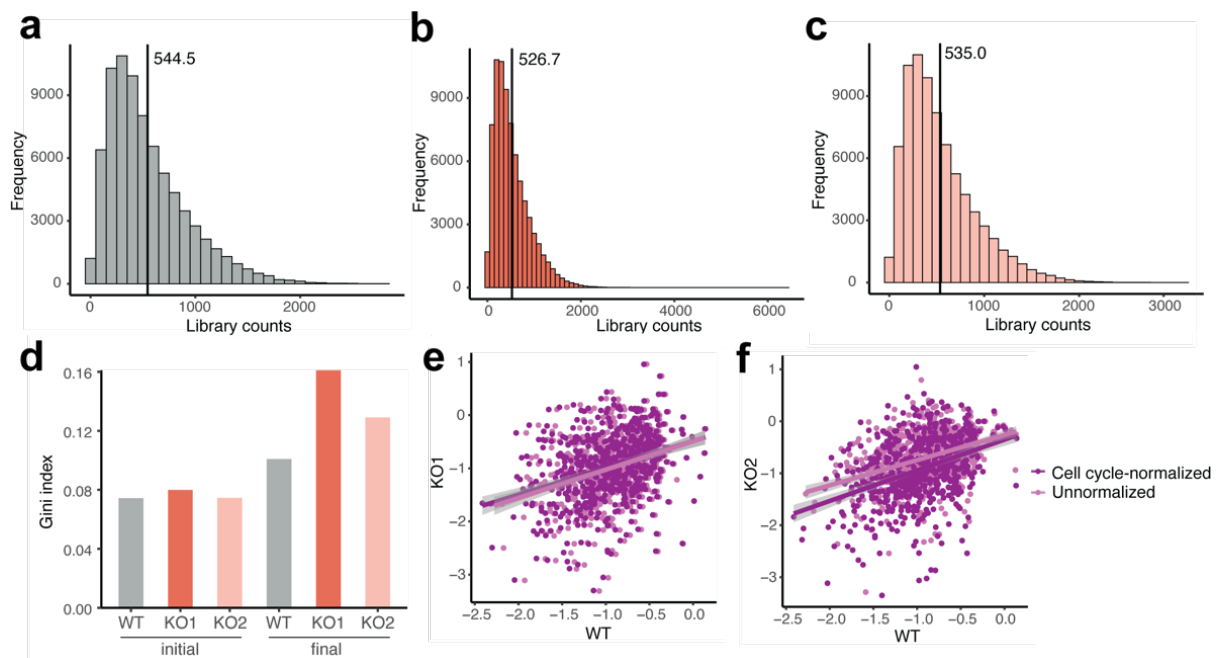 a
544.5
9000
6000
3000
0
Frequency
0 1000 2000
Library counts
b
526.7
9000
6000
3000
0
Frequency
0 2000 4000 6000
Library counts
c
535.0
9000
6000
3000
0
Frequency
0 1000 2000 3000
Library counts
d
0.16
0.12
0.08
0.04
0.00
Gini index
WT KO1 KO2 WT KO1 KO2
initial final
e
1
0
−1
−2
−3
KO1
−2.5 −2.0 −1.5 −1.0 −0.5 0.0
WT
f
1
0
−1
−2
−3
KO2
−2.5 −2.0 −1.5 −1.0 −0.5 0.0
WT
Cell cycle-normalized
Unnormalized